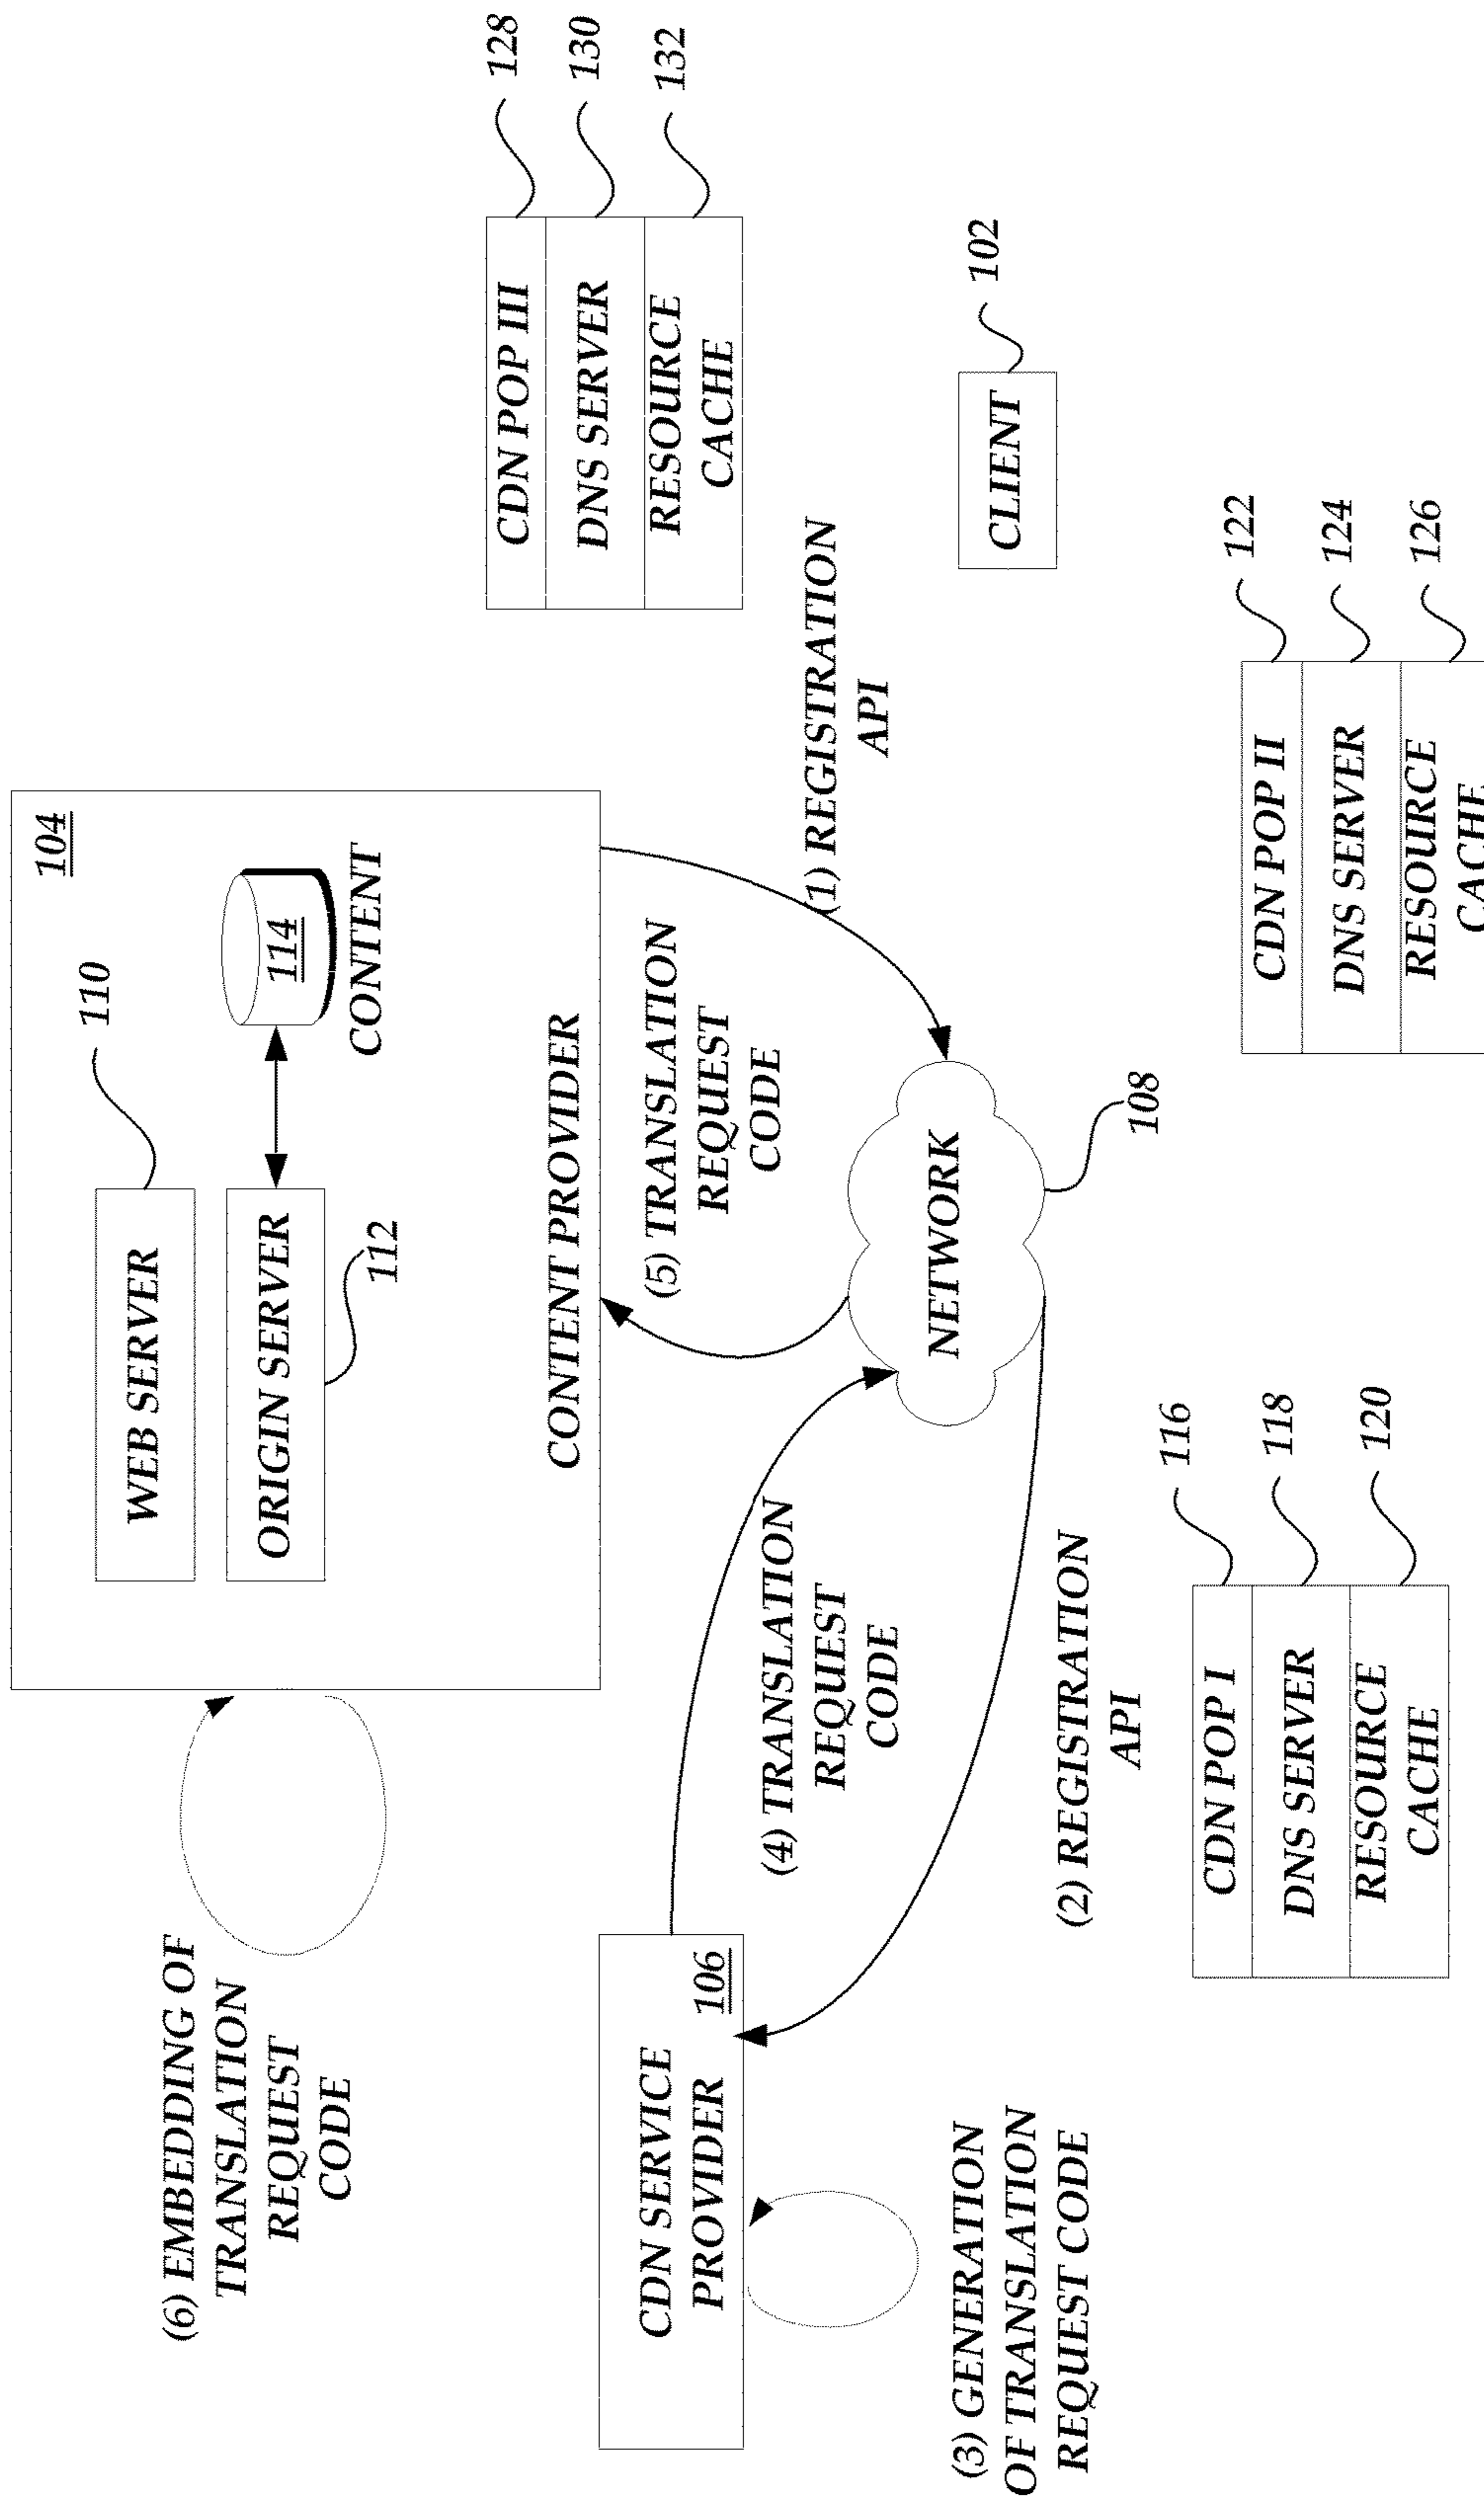 (6) EMBEDDING OF
TRANSLATION
REQUEST
CODE
104
WEB SERVER
110
ORIGIN SERVER
112
114
CONTENT
CONTENT PROVIDER
CDN SERVICE
PROVIDER
106
(3) GENERATION
OF TRANSLATION
REQUEST CODE
(4) TRANSLATION
REQUEST
CODE
(5) TRANSLATION
REQUEST
CODE
(1) REGISTRATION
API
(2) REGISTRATION
API
NETWORK
108
CDN POP III
128
DNS SERVER
130
RESOURCE
CACHE
132
CLIENT
102
CDN POP I
116
DNS SERVER
118
RESOURCE
CACHE
120
CDN POP II
122
DNS SERVER
124
RESOURCE
CACHE
126